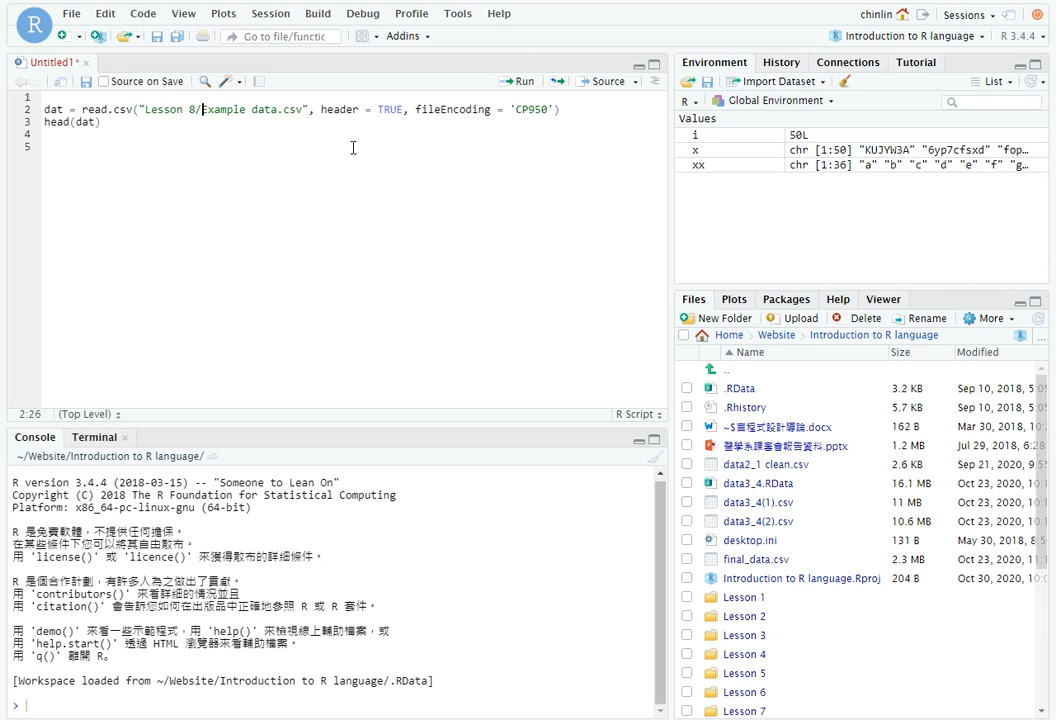 File Edit Code View Plots Session Build Debug Profile Tools Help
chinlin Sessions
R
Go to file/functic Addins
Introduction to R language R 3.4.4
Untitled1*
Source on Save Run Source
1
2 dat = read.csv("Lesson 8/Example data.csv", header = TRUE, fileEncoding = 'CP950')
3 head(dat)
4
5
2:26 (Top Level) R Script
Console Terminal
~/Website/Introduction to R language/
R version 3.4.4 (2018-03-15) -- "Someone to Lean On"
Copyright (C) 2018 The R Foundation for Statistical Computing
Platform: x86_64-pc-linux-gnu (64-bit)
R 是免費軟體，不提供任何擔保。
在某些條件下您可以將其自由散布。
用 'license()' 或 'licence()' 來獲得散布的詳細條件。
R 是個合作計劃，有許多人為之做出了貢獻。
用 'contributors()' 來看詳細的情況並且
用 'citation()' 會告訴您如何在出版品中正確地參照 R 或 R 套件。
用 'demo()' 來看一些示範程式，用 'help()' 來檢視線上輔助檔案，或
用 'help.start()' 透過 HTML 瀏覽器來看輔助檔案。
用 'q()' 離開 R。
[Workspace loaded from ~/Website/Introduction to R language/.RData]
>
Environment History Connections Tutorial
Import Dataset List
R Global Environment
Values
i 50L
x chr [1:50] "KUJYW3A" "6yp7cfsxd" "fop…
xx chr [1:36] "a" "b" "c" "d" "e" "f" "g…
Files Plots Packages Help Viewer
New Folder Upload Delete Rename More
Home Website Introduction to R language ...
Name Size Modified
..
.RData 3.2 KB Sep 10, 2018, 5:05
.Rhistory 5.7 KB Sep 10, 2018, 5:05
~$言程式設計導論.docx 162 B Mar 30, 2018, 10:
醫學系課審會報告資料.pptx 1.2 MB Jul 29, 2018, 6:28
data2_1 clean.csv 2.6 KB Sep 21, 2020, 9:5
data3_4.RData 16.1 MB Oct 23, 2020,
data3_4(1).csv 11 MB Oct 23, 2020,
data3_4(2).csv 10.6 MB Oct 23, 2020,
desktop.ini 131 B May 30, 2018, 8:5
final_data.csv 2.3 MB Oct 23, 2020, 11:
Introduction to R language.Rproj 204 B Oct 30, 2020, 10:0
Lesson 1
Lesson 2
Lesson 3
Lesson 4
Lesson 5
Lesson 6
Lesson 7